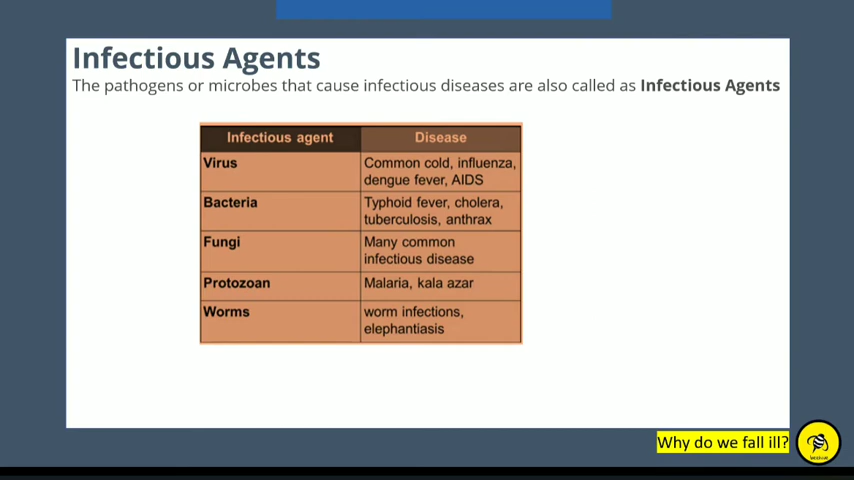 Infectious Agents
The pathogens or microbes that cause infectious diseases are also called as Infectious Agents
Infectious agent Disease
Virus Common cold, influenza,
dengue fever, AIDS
Bacteria Typhoid fever, cholera,
tuberculosis, anthrax
Fungi Many common
infectious disease
Protozoan Malaria, kala azar
Worms worm infections,
elephantiasis
Why do we fall ill?